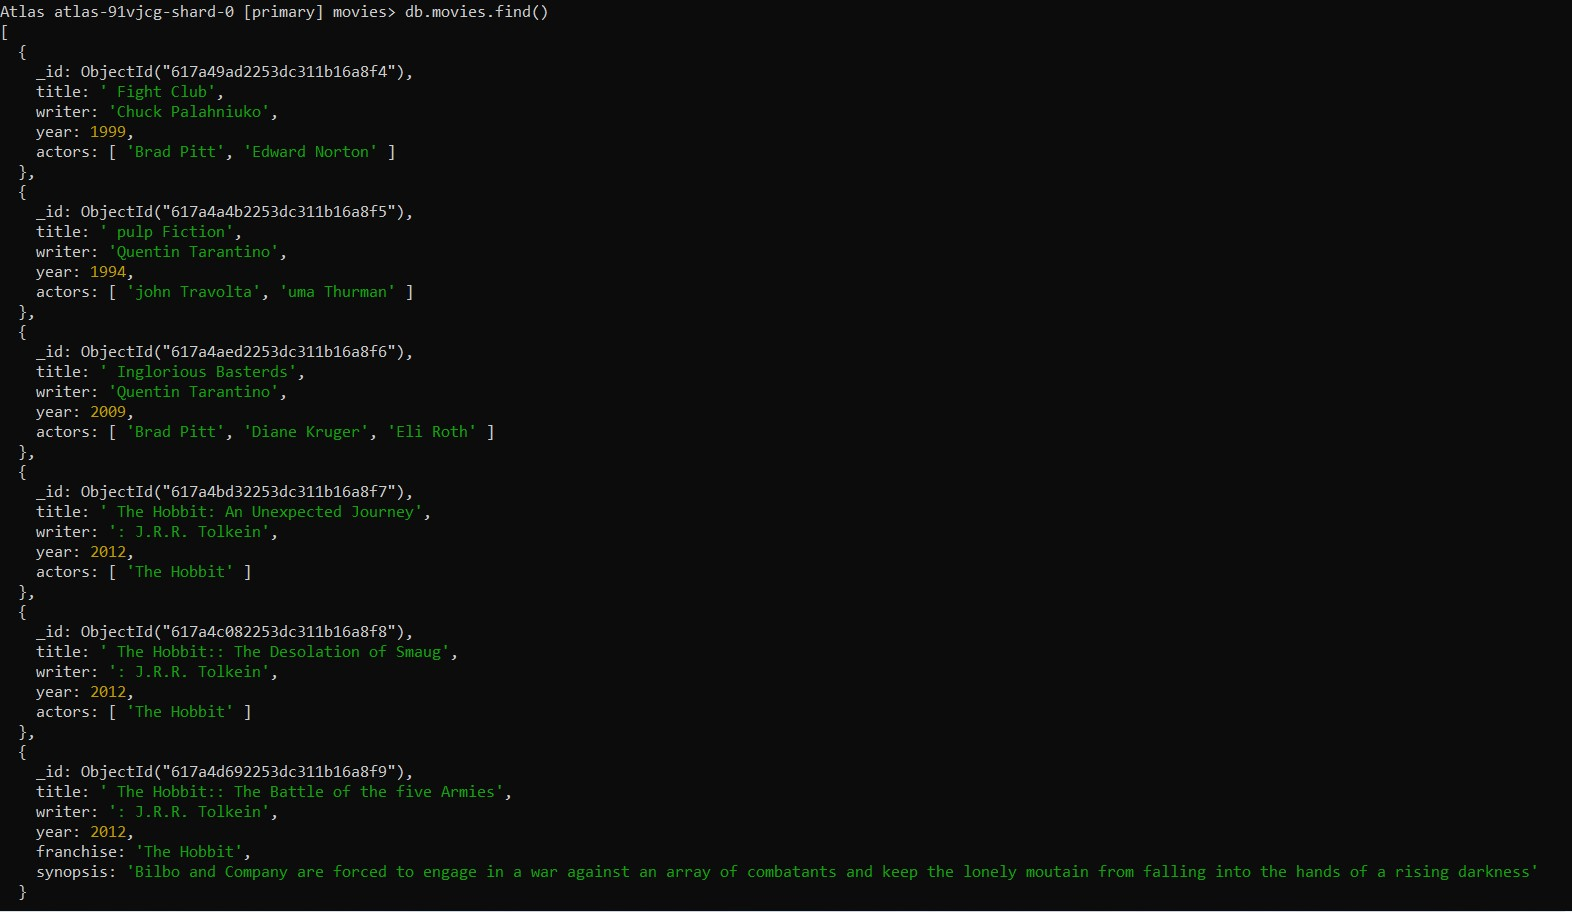 Atlas atlas-91vjcg-shard-0 [primary] movies> db.movies.find()
[
  {
    _id: ObjectId("617a49ad2253dc311b16a8f4"),
    title: ' Fight Club',
    writer: 'Chuck Palahniuko',
    year: 1999,
    actors: [ 'Brad Pitt', 'Edward Norton' ]
  },
  {
    _id: ObjectId("617a4a4b2253dc311b16a8f5"),
    title: ' pulp Fiction',
    writer: 'Quentin Tarantino',
    year: 1994,
    actors: [ 'john Travolta', 'uma Thurman' ]
  },
  {
    _id: ObjectId("617a4aed2253dc311b16a8f6"),
    title: ' Inglorious Basterds',
    writer: 'Quentin Tarantino',
    year: 2009,
    actors: [ 'Brad Pitt', 'Diane Kruger', 'Eli Roth' ]
  },
  {
    _id: ObjectId("617a4bd32253dc311b16a8f7"),
    title: ' The Hobbit: An Unexpected Journey',
    writer: ': J.R.R. Tolkein',
    year: 2012,
    actors: [ 'The Hobbit' ]
  },
  {
    _id: ObjectId("617a4c082253dc311b16a8f8"),
    title: ' The Hobbit:: The Desolation of Smaug',
    writer: ': J.R.R. Tolkein',
    year: 2012,
    actors: [ 'The Hobbit' ]
  },
  {
    _id: ObjectId("617a4d692253dc311b16a8f9"),
    title: ' The Hobbit:: The Battle of the five Armies',
    writer: ': J.R.R. Tolkein',
    year: 2012,
    franchise: 'The Hobbit',
    synopsis: 'Bilbo and Company are forced to engage in a war against an array of combatants and keep the lonely moutain from falling into the hands of a rising darkness'
  }